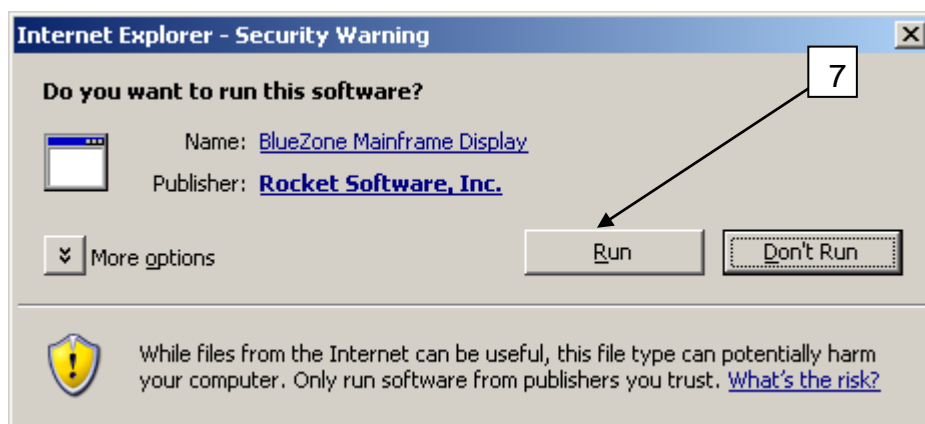 Internet Explorer - Security Warning
7
Do you want to run this software?
Name: BlueZone Mainframe Display
Publisher: Rocket Software, Inc.
More options
Run
Don't Run
While files from the Internet can be useful, this file type can potentially harm
your computer. Only run software from publishers you trust. What's the risk?